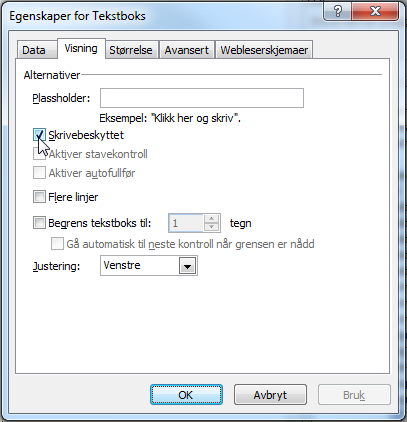 Egenskaper for Tekstboks
Data Visning Størrelse Avansert Webleserskjemaer
Alternativer
Plassholder:
Eksempel: "Klikk her og skriv".
Skrivebeskyttet
Aktiver stavekontroll
Aktiver autofullfør
Flere linjer
Begrens tekstboks til: 1 tegn
Gå automatisk til neste kontroll når grensen er nådd
Justering: Venstre
OK Avbryt Bruk